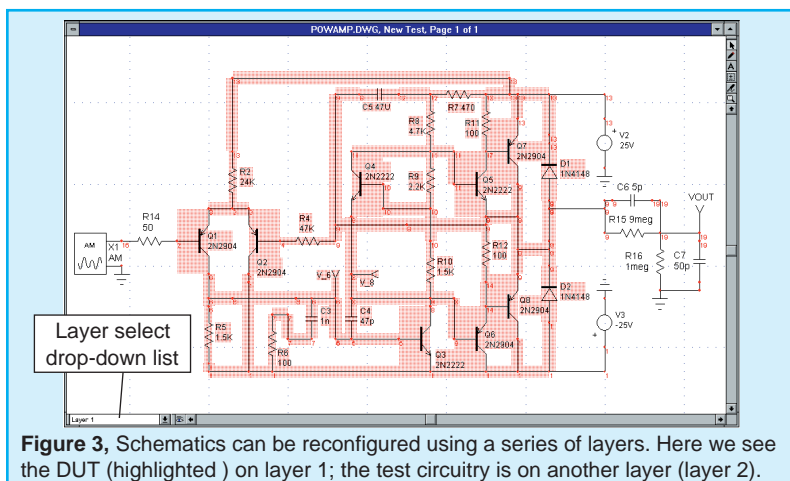 POWAMP.DWG, New Test, Page 1 of 1
C5 47U
R7 470
R8
4.7K
R11
100
Q7
2N2904
V2
25V
D1
1N4148
R2
24K
Q4
2N2222
R9
2.2K
Q5
2N2222
C6 5p
VOUT
R14
50
R4
47K
R15 9meg
AM
X1
AM
Q1
2N2904
Q2
2N2904
R12
100
R16
1meg
C7
50p
V_6
V_8
R10
1.5K
D2
1N4148
Q8
2N2904
V3
-25V
C3
1n
C4
47p
R5
1.5K
R6
100
Q3
2N2222
Q6
2N2904
Layer select
drop-down list
Layer 1
Figure 3, Schematics can be reconfigured using a series of layers. Here we see
the DUT (highlighted ) on layer 1; the test circuitry is on another layer (layer 2).